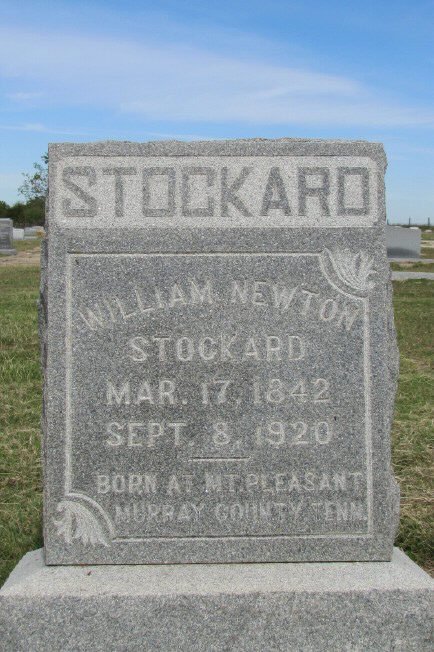 STOCKARD
WILLIAM NEWTON
STOCKARD
MAR. 17, 1842
SEPT. 8, 1920
BORN AT MT. PLEASANT
MURRAY COUNTY, TENN.